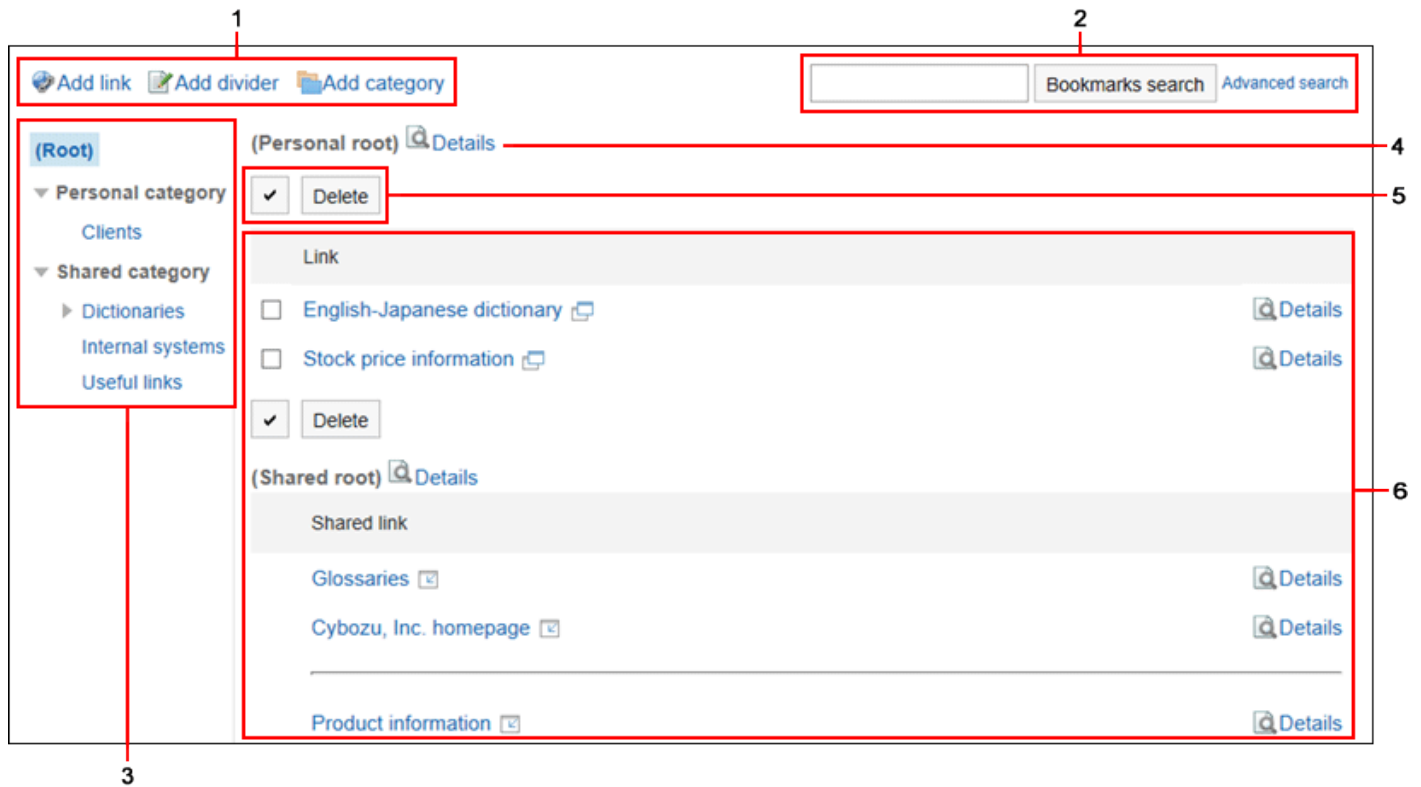 1
2
Add link Add divider Add category
Bookmarks search Advanced search
(Root)
Personal category
Clients
Shared category
Dictionaries
Internal systems
Useful links
3
(Personal root) Details
4
Delete
5
Link
English-Japanese dictionary Details
Stock price information Details
Delete
(Shared root) Details
6
Shared link
Glossaries Details
Cybozu, Inc. homepage Details
Product information Details